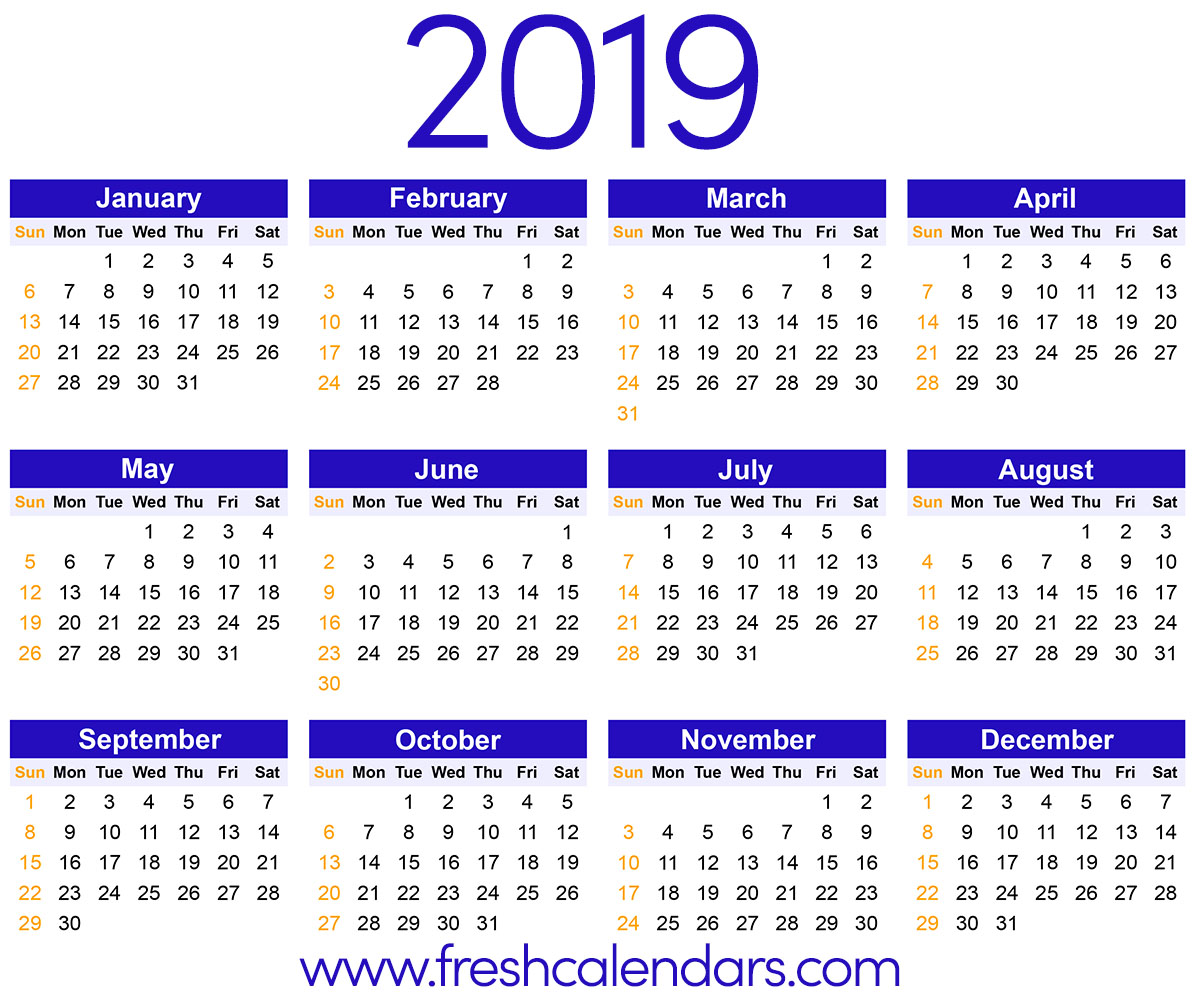 2019
January February March April
Sun Mon Tue Wed Thu Fri Sat Sun Mon Tue Wed Thu Fri Sat Sun Mon Tue Wed Thu Fri Sat Sun Mon Tue Wed Thu Fri Sat
1 2 3 4 5 1 2 1 2 1 2 3 4 5 6
6 7 8 9 10 11 12 3 4 5 6 7 8 9 3 4 5 6 7 8 9 7 8 9 10 11 12 13
13 14 15 16 17 18 19 10 11 12 13 14 15 16 10 11 12 13 14 15 16 14 15 16 17 18 19 20
20 21 22 23 24 25 26 17 18 19 20 21 22 23 17 18 19 20 21 22 23 21 22 23 24 25 26 27
27 28 29 30 31 24 25 26 27 28 24 25 26 27 28 29 30 28 29 30
31
May June July August
Sun Mon Tue Wed Thu Fri Sat Sun Mon Tue Wed Thu Fri Sat Sun Mon Tue Wed Thu Fri Sat Sun Mon Tue Wed Thu Fri Sat
1 2 3 4 1 1 2 3 4 5 6 1 2 3
5 6 7 8 9 10 11 2 3 4 5 6 7 8 7 8 9 10 11 12 13 4 5 6 7 8 9 10
12 13 14 15 16 17 18 9 10 11 12 13 14 15 14 15 16 17 18 19 20 11 12 13 14 15 16 17
19 20 21 22 23 24 25 16 17 18 19 20 21 22 21 22 23 24 25 26 27 18 19 20 21 22 23 24
26 27 28 29 30 31 23 24 25 26 27 28 29 28 29 30 31 25 26 27 28 29 30 31
30
September October November December
Sun Mon Tue Wed Thu Fri Sat Sun Mon Tue Wed Thu Fri Sat Sun Mon Tue Wed Thu Fri Sat Sun Mon Tue Wed Thu Fri Sat
1 2 3 4 5 6 7 1 2 3 4 5 1 2 1 2 3 4 5 6 7
8 9 10 11 12 13 14 6 7 8 9 10 11 12 3 4 5 6 7 8 9 8 9 10 11 12 13 14
15 16 17 18 19 20 21 13 14 15 16 17 18 19 10 11 12 13 14 15 16 15 16 17 18 19 20 21
22 23 24 25 26 27 28 20 21 22 23 24 25 26 17 18 19 20 21 22 23 22 23 24 25 26 27 28
29 30 27 28 29 30 31 24 25 26 27 28 29 30 29 30 31
www.freshcalendars.com